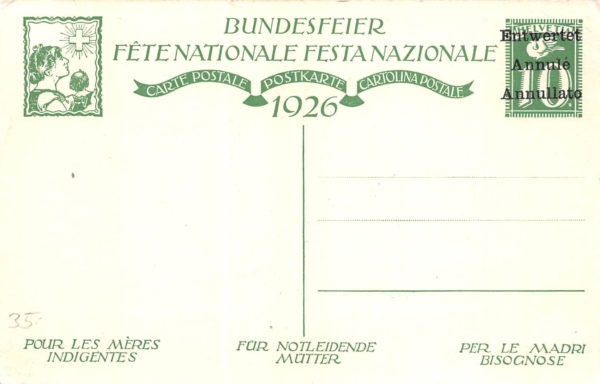 BUNDESFEIER
FÊTE NATIONALE FESTA NAZIONALE
CARTE POSTALE POSTKARTE CARTOLINA POSTALE
1926
HELVETIA
Entwertet
Annulé
10
Annullato
35.-
POUR LES MÈRES
INDIGENTES
FÜR NOTLEIDENDE
MÜTTER
PER LE MADRI
BISOGNOSE